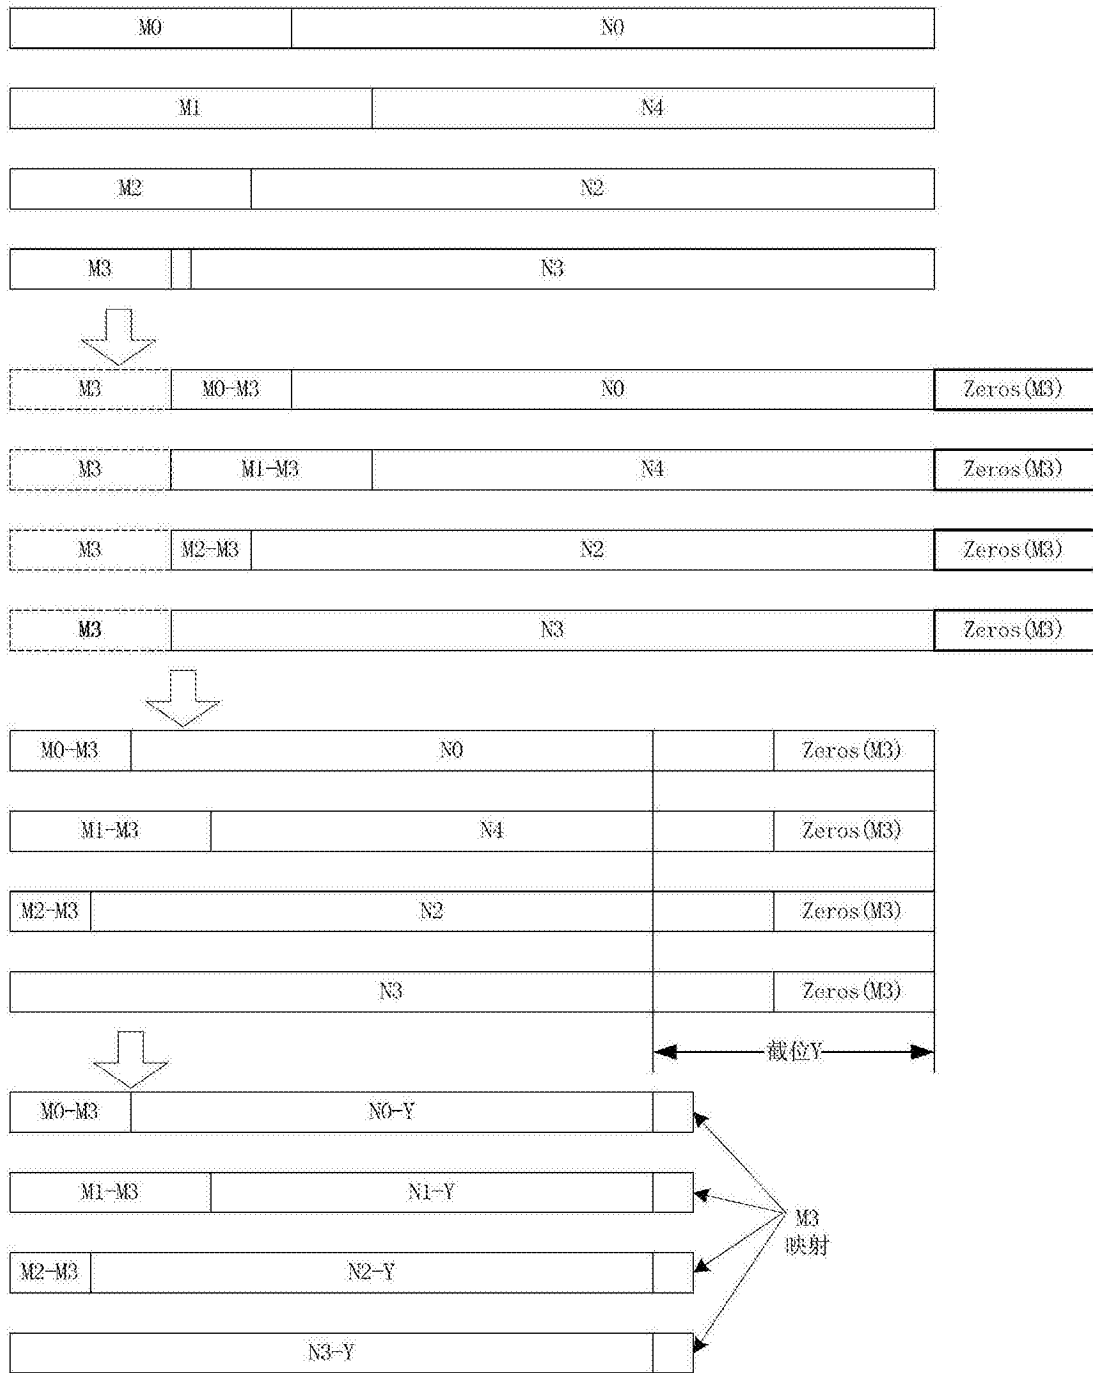 M0 N0
M1 N4
M2 N2
M3 N3
M3 M0-M3 N0 Zeros(M3)
M3 M1-M3 N4 Zeros(M3)
M3 M2-M3 N2 Zeros(M3)
M3 N3 Zeros(M3)
M0-M3 N0 Zeros(M3)
M1-M3 N4 Zeros(M3)
M2-M3 N2 Zeros(M3)
N3 Zeros(M3)
截位Y
M0-M3 N0-Y
M1-M3 N1-Y
M3
映射
M2-M3 N2-Y
N3-Y